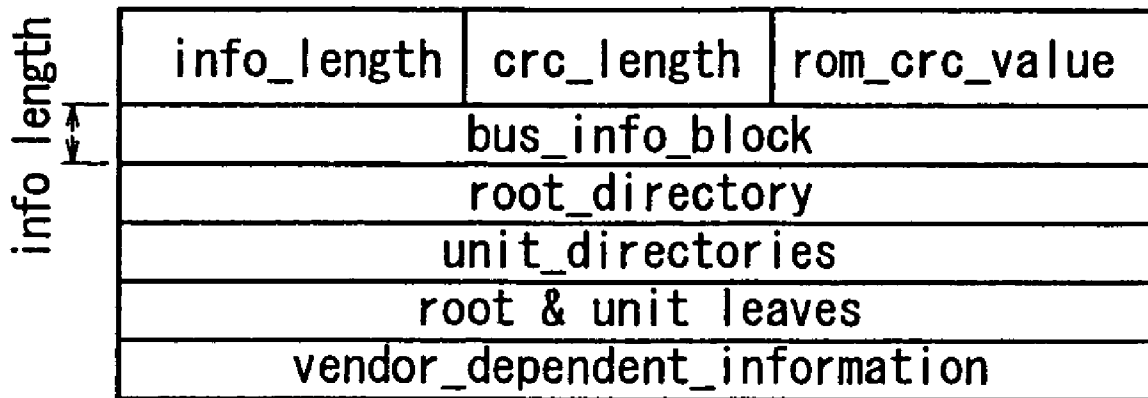 info length
info_length crc_length rom_crc_value
bus_info_block
root_directory
unit_directories
root & unit leaves
vendor_dependent_information